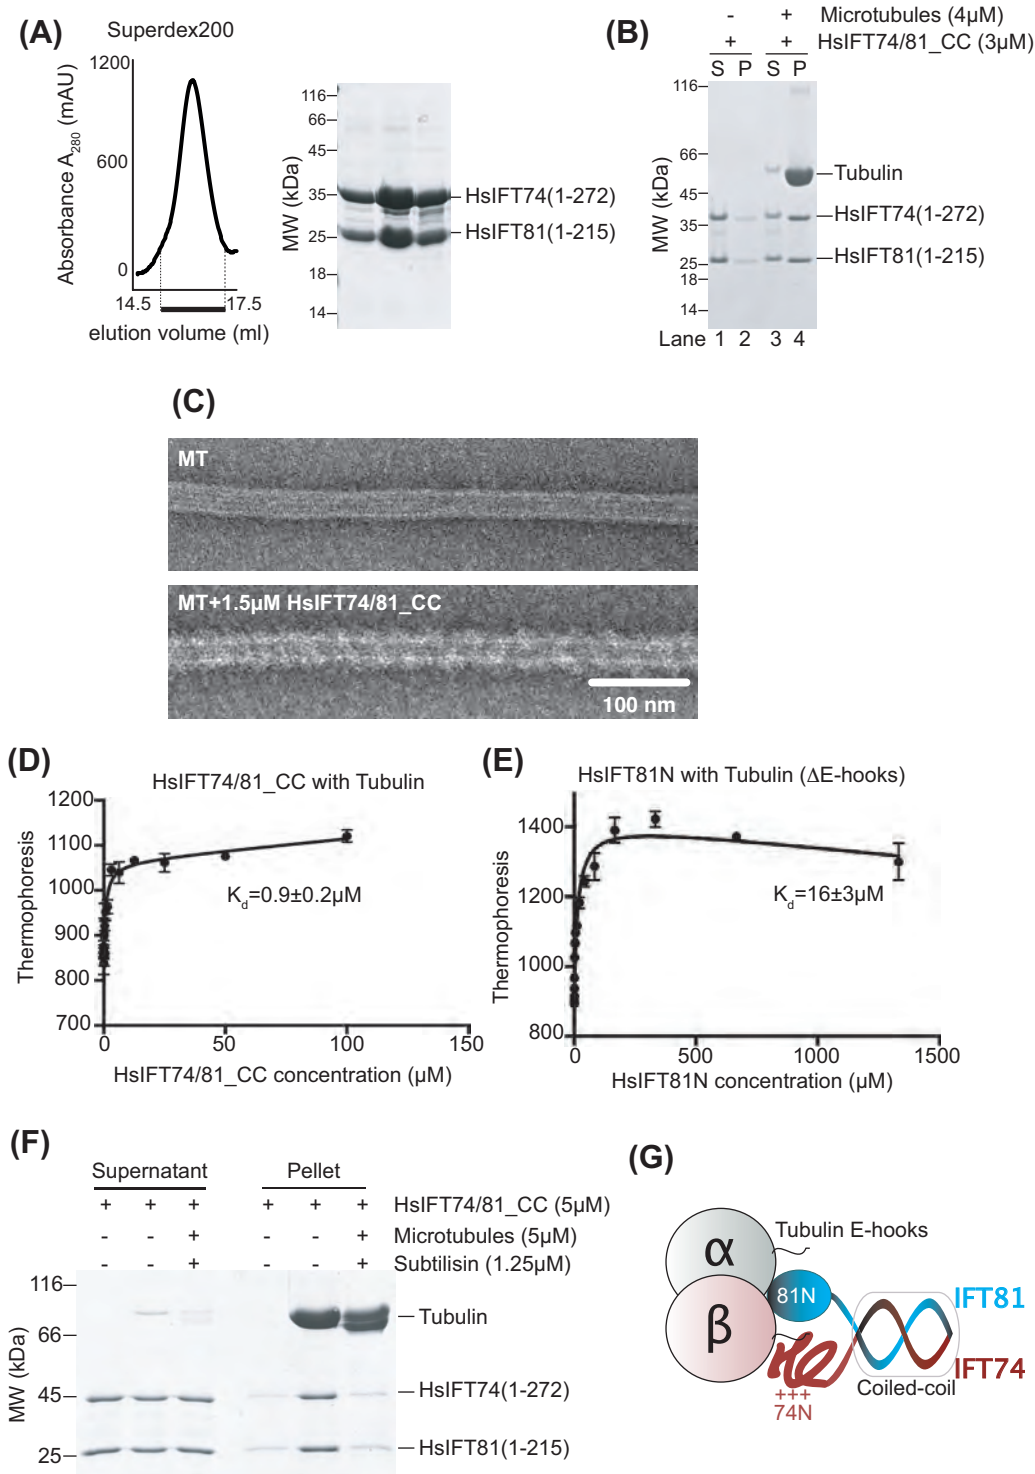 (A)
Superdex200
Absorbance A280 (mAU)
1200
600
0
14.5
17.5
elution volume (ml)
MW (kDa)
116
66
45
35
25
18
14
HsIFT74(1-272)
HsIFT81(1-215)
(B)
- + Microtubules (4µM)
+ + HsIFT74/81_CC (3µM)
S P S P
MW (kDa)
116
66
45
35
25
18
14
Tubulin
HsIFT74(1-272)
HsIFT81(1-215)
Lane 1 2 3 4
(C)
MT
MT+1.5µM HsIFT74/81_CC
100 nm
(D)
HsIFT74/81_CC with Tubulin
Thermophoresis
1200
1100
1000
900
800
700
Kd=0.9±0.2µM
0 50 100 150
HsIFT74/81_CC concentration (µM)
(E)
HsIFT81N with Tubulin (ΔE-hooks)
Thermophoresis
1400
1200
1000
800
Kd=16±3µM
0 500 1000 1500
HsIFT81N concentration (µM)
(F)
Supernatant Pellet
+ + + + + + HsIFT74/81_CC (5µM)
- - + - - + Microtubules (5µM)
- - + - - + Subtilisin (1.25µM)
MW (kDa)
116
66
45
25
Tubulin
HsIFT74(1-272)
HsIFT81(1-215)
(G)
α
β
Tubulin E-hooks
81N
IFT81
IFT74
Coiled-coil
+++
74N